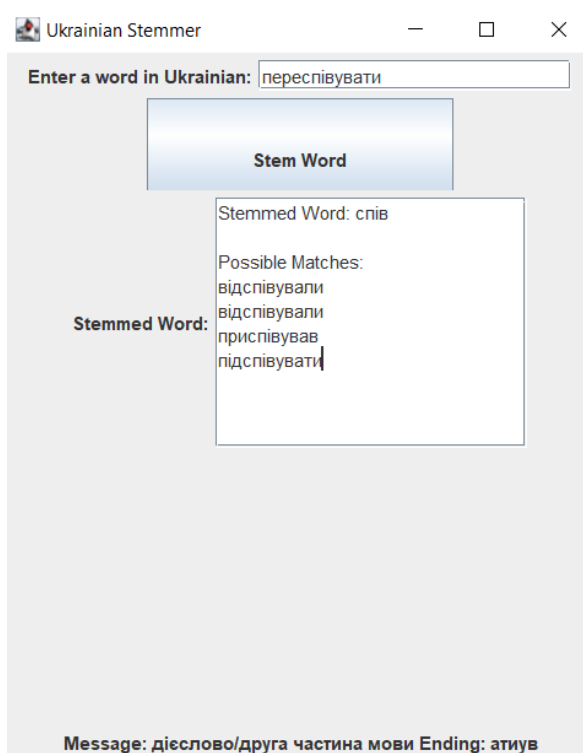 Ukrainian Stemmer
Enter a word in Ukrainian: переспівувати
Stem Word
Stemmed Word: спів
Possible Matches:
відспівували
відспівували
Stemmed Word:
приспівував
підспівувати
Message: дієслово/друга частина мови Ending: атиув